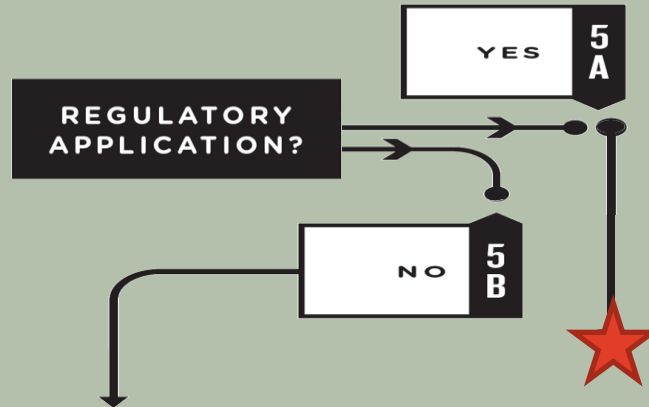 YES
5
A
REGULATORY
APPLICATION?
NO
5
B